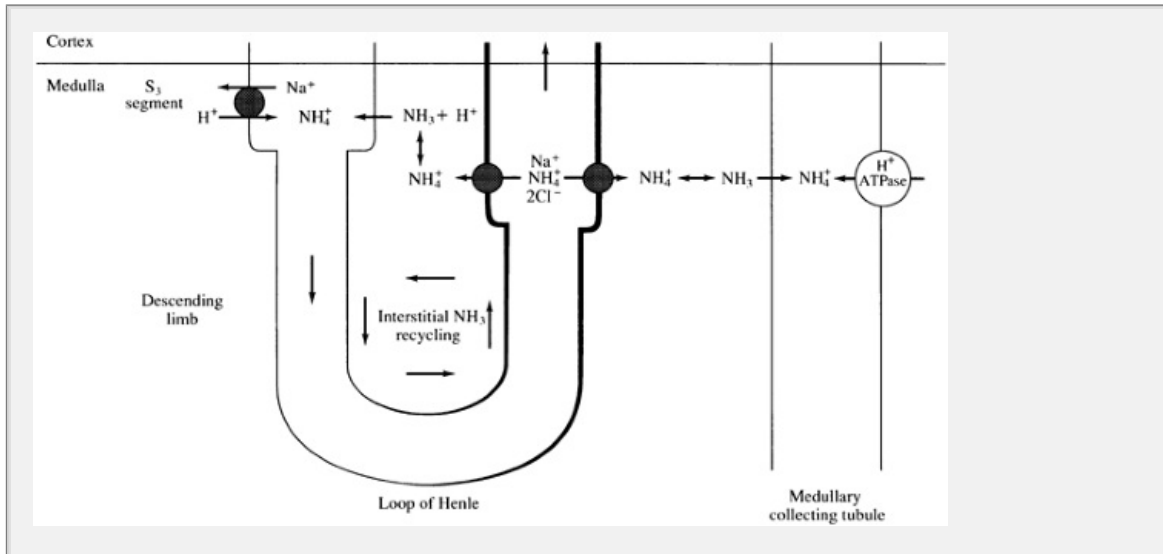 Cortex
Medulla
S₃
segment
Na⁺
H⁺
NH₄⁺
NH₃ + H⁺
NH₄⁺
Na⁺
NH₄⁺
2Cl⁻
NH₄⁺
NH₃
NH₄⁺
H⁺
ATPase
Descending
limb
Interstitial NH₃
recycling
Loop of Henle
Medullary
collecting tubule